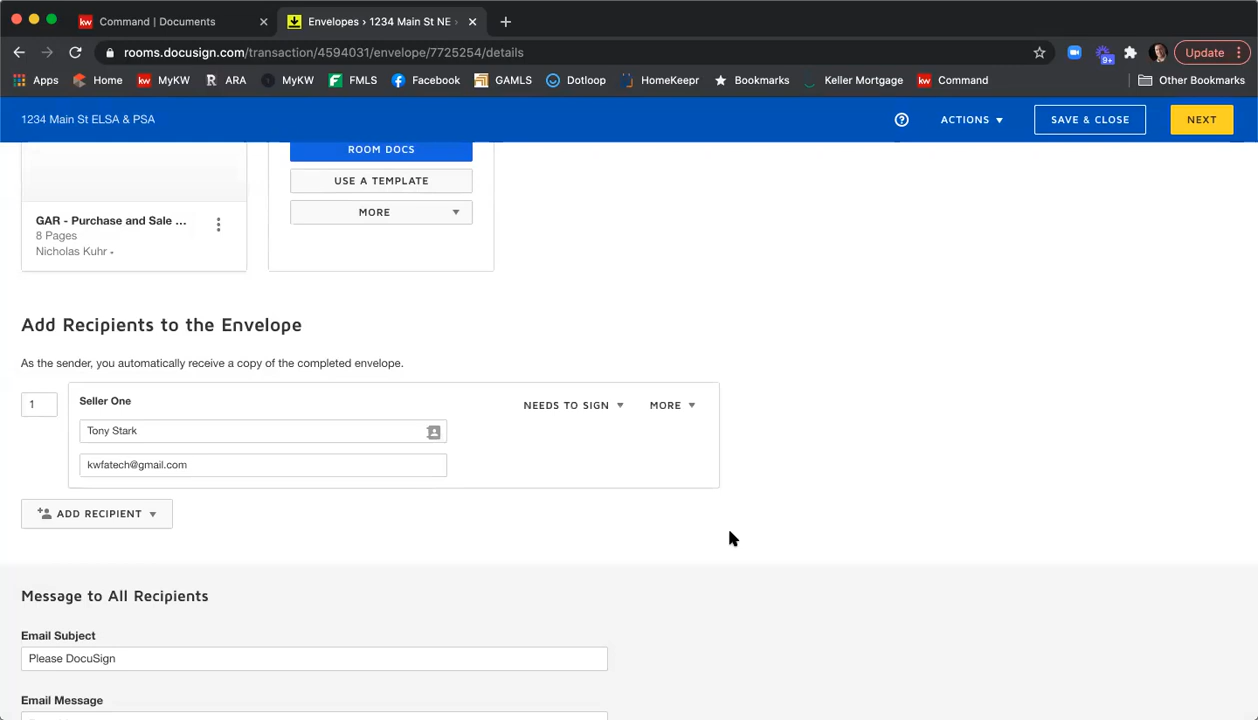 Command | Documents
Envelopes › 1234 Main St NE
rooms.docusign.com/transaction/4594031/envelope/7725254/details
Update
Apps
Home
kw MyKW
R ARA
MyKW
FMLS
Facebook
GAMLS
Dotloop
HomeKeepr
Bookmarks
Keller Mortgage
kw Command
Other Bookmarks
9+
1234 Main St ELSA & PSA
ACTIONS
SAVE & CLOSE
NEXT
ROOM DOCS
USE A TEMPLATE
MORE
GAR - Purchase and Sale ...
8 Pages
Nicholas Kuhr
Add Recipients to the Envelope
As the sender, you automatically receive a copy of the completed envelope.
1
Seller One
NEEDS TO SIGN
MORE
Tony Stark
kwfatech@gmail.com
ADD RECIPIENT
Message to All Recipients
Email Subject
Please DocuSign
Email Message